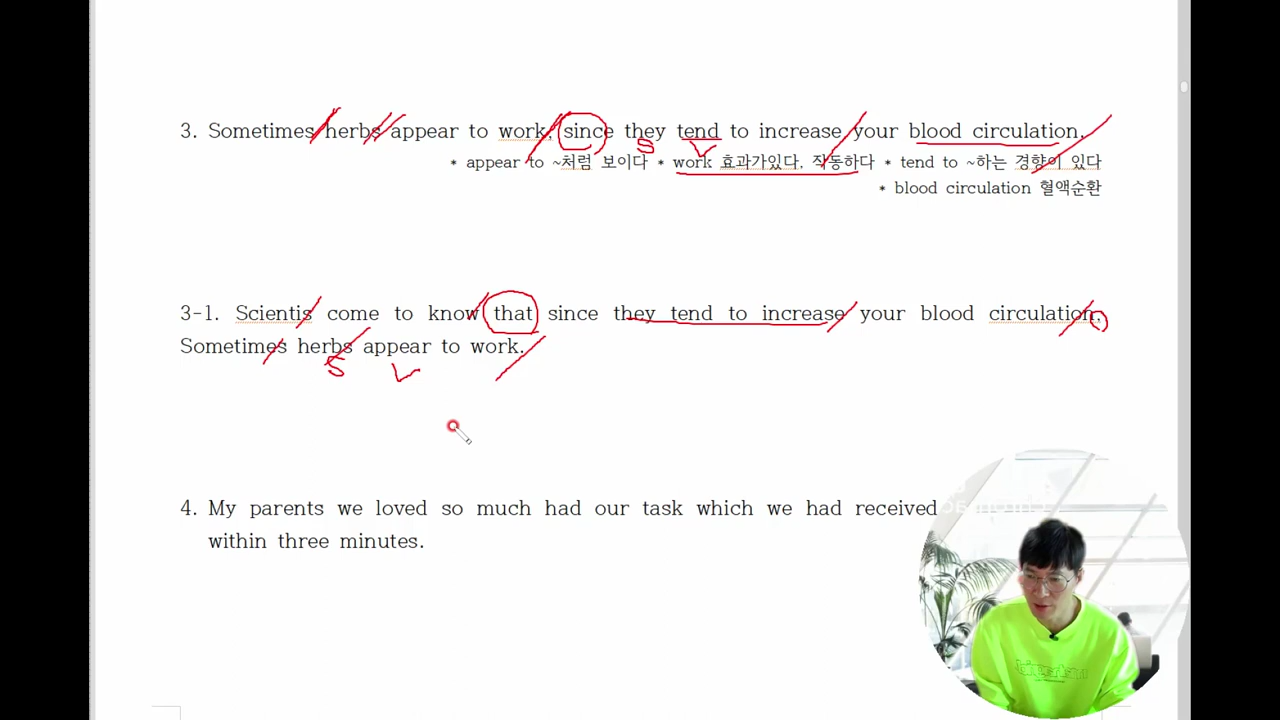 3. Sometimes herbs appear to work, since they tend to increase your blood circulation.
* appear to ~처럼 보이다 * work 효과가있다, 작동하다 * tend to ~하는 경향이 있다
* blood circulation 혈액순환
S V
3-1. Scientis come to know that since they tend to increase your blood circulation,
Sometimes herbs appear to work.
S V
4. My parents we loved so much had our task which we had received
within three minutes.